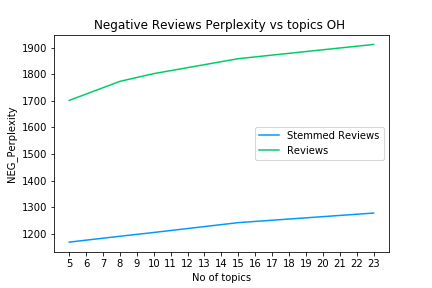 Negative Reviews Perplexity vs topics OH
NEG_Perplexity
1900
1800
1700
1600
1500
1400
1300
1200
Stemmed Reviews
Reviews
5 6 7 8 9 10 11 12 13 14 15 16 17 18 19 20 21 22 23
No of topics